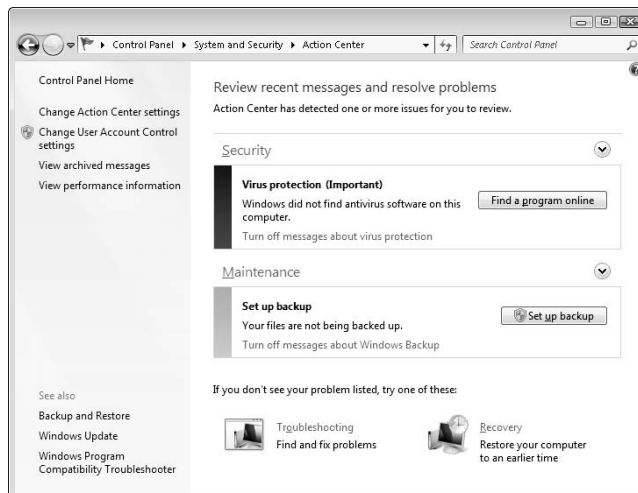 Control Panel ▸ System and Security ▸ Action Center
Search Control Panel
Control Panel Home
Change Action Center settings
Change User Account Control
settings
View archived messages
View performance information
See also
Backup and Restore
Windows Update
Windows Program
Compatibility Troubleshooter
Review recent messages and resolve problems
Action Center has detected one or more issues for you to review.
Security
Virus protection (Important)
Windows did not find antivirus software on this
computer.
Find a program online
Turn off messages about virus protection
Maintenance
Set up backup
Your files are not being backed up.
Set up backup
Turn off messages about Windows Backup
If you don't see your problem listed, try one of these:
Troubleshooting
Find and fix problems
Recovery
Restore your computer
to an earlier time